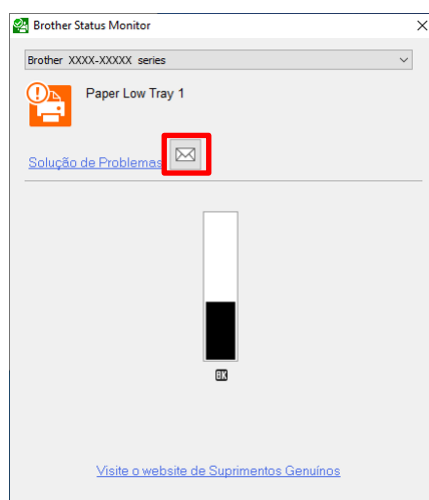 Brother Status Monitor
Brother XXXX-XXXXX series
Paper Low Tray 1
Solução de Problemas
BK
Visite o website de Suprimentos Genuínos